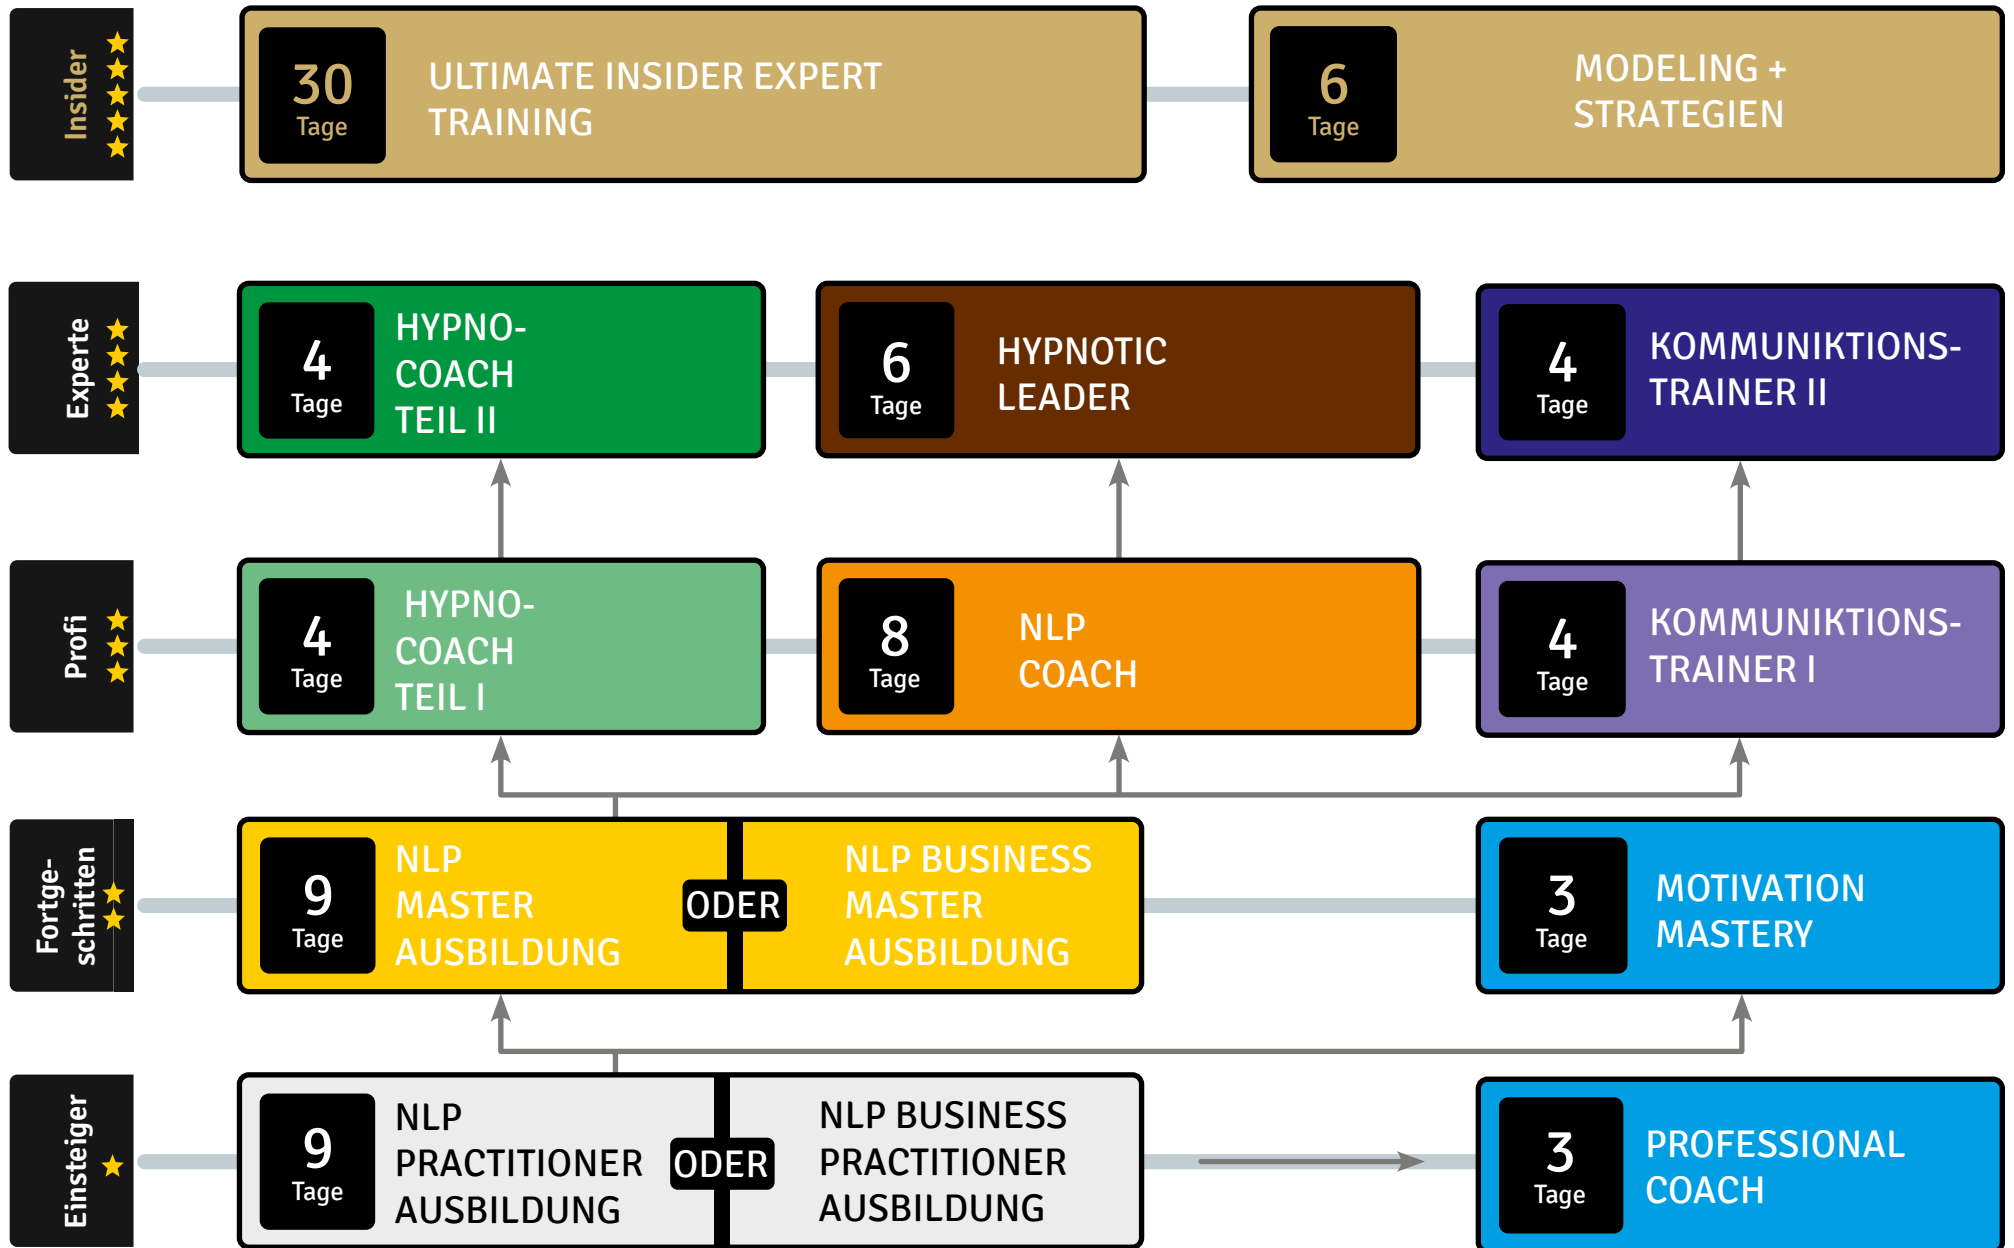 Insider
30
Tage
ULTIMATE INSIDER EXPERT
TRAINING
6
Tage
MODELING +
STRATEGIEN
Experte
4
Tage
HYPNO-
COACH
TEIL II
6
Tage
HYPNOTIC
LEADER
4
Tage
KOMMUNIKTIONS-
TRAINER II
Profi
4
Tage
HYPNO-
COACH
TEIL I
8
Tage
NLP
COACH
4
Tage
KOMMUNIKTIONS-
TRAINER I
Fortge-
schritten
9
Tage
NLP
MASTER
AUSBILDUNG
ODER
NLP BUSINESS
MASTER
AUSBILDUNG
3
Tage
MOTIVATION
MASTERY
Einsteiger
9
Tage
NLP
PRACTITIONER
AUSBILDUNG
ODER
NLP BUSINESS
PRACTITIONER
AUSBILDUNG
3
Tage
PROFESSIONAL
COACH